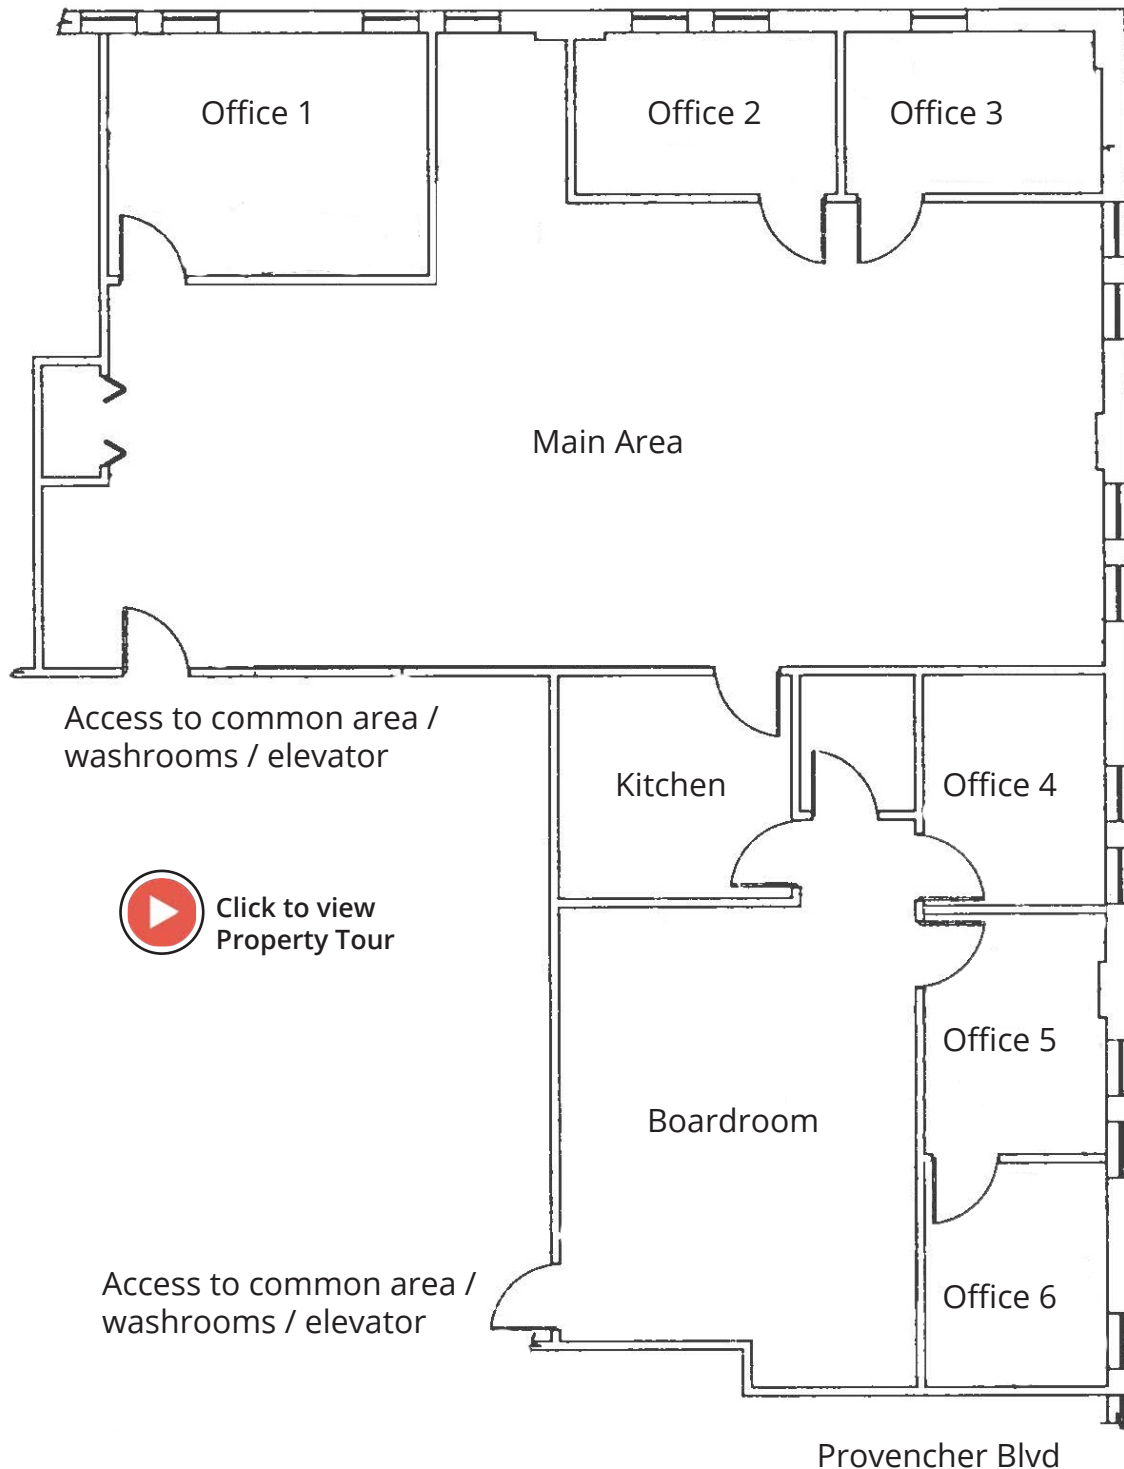 Office 1
Office 2
Office 3
Main Area
Access to common area /
washrooms / elevator
Kitchen
Office 4
Click to view
Property Tour
Office 5
Boardroom
Access to common area /
washrooms / elevator
Office 6
Provencher Blvd